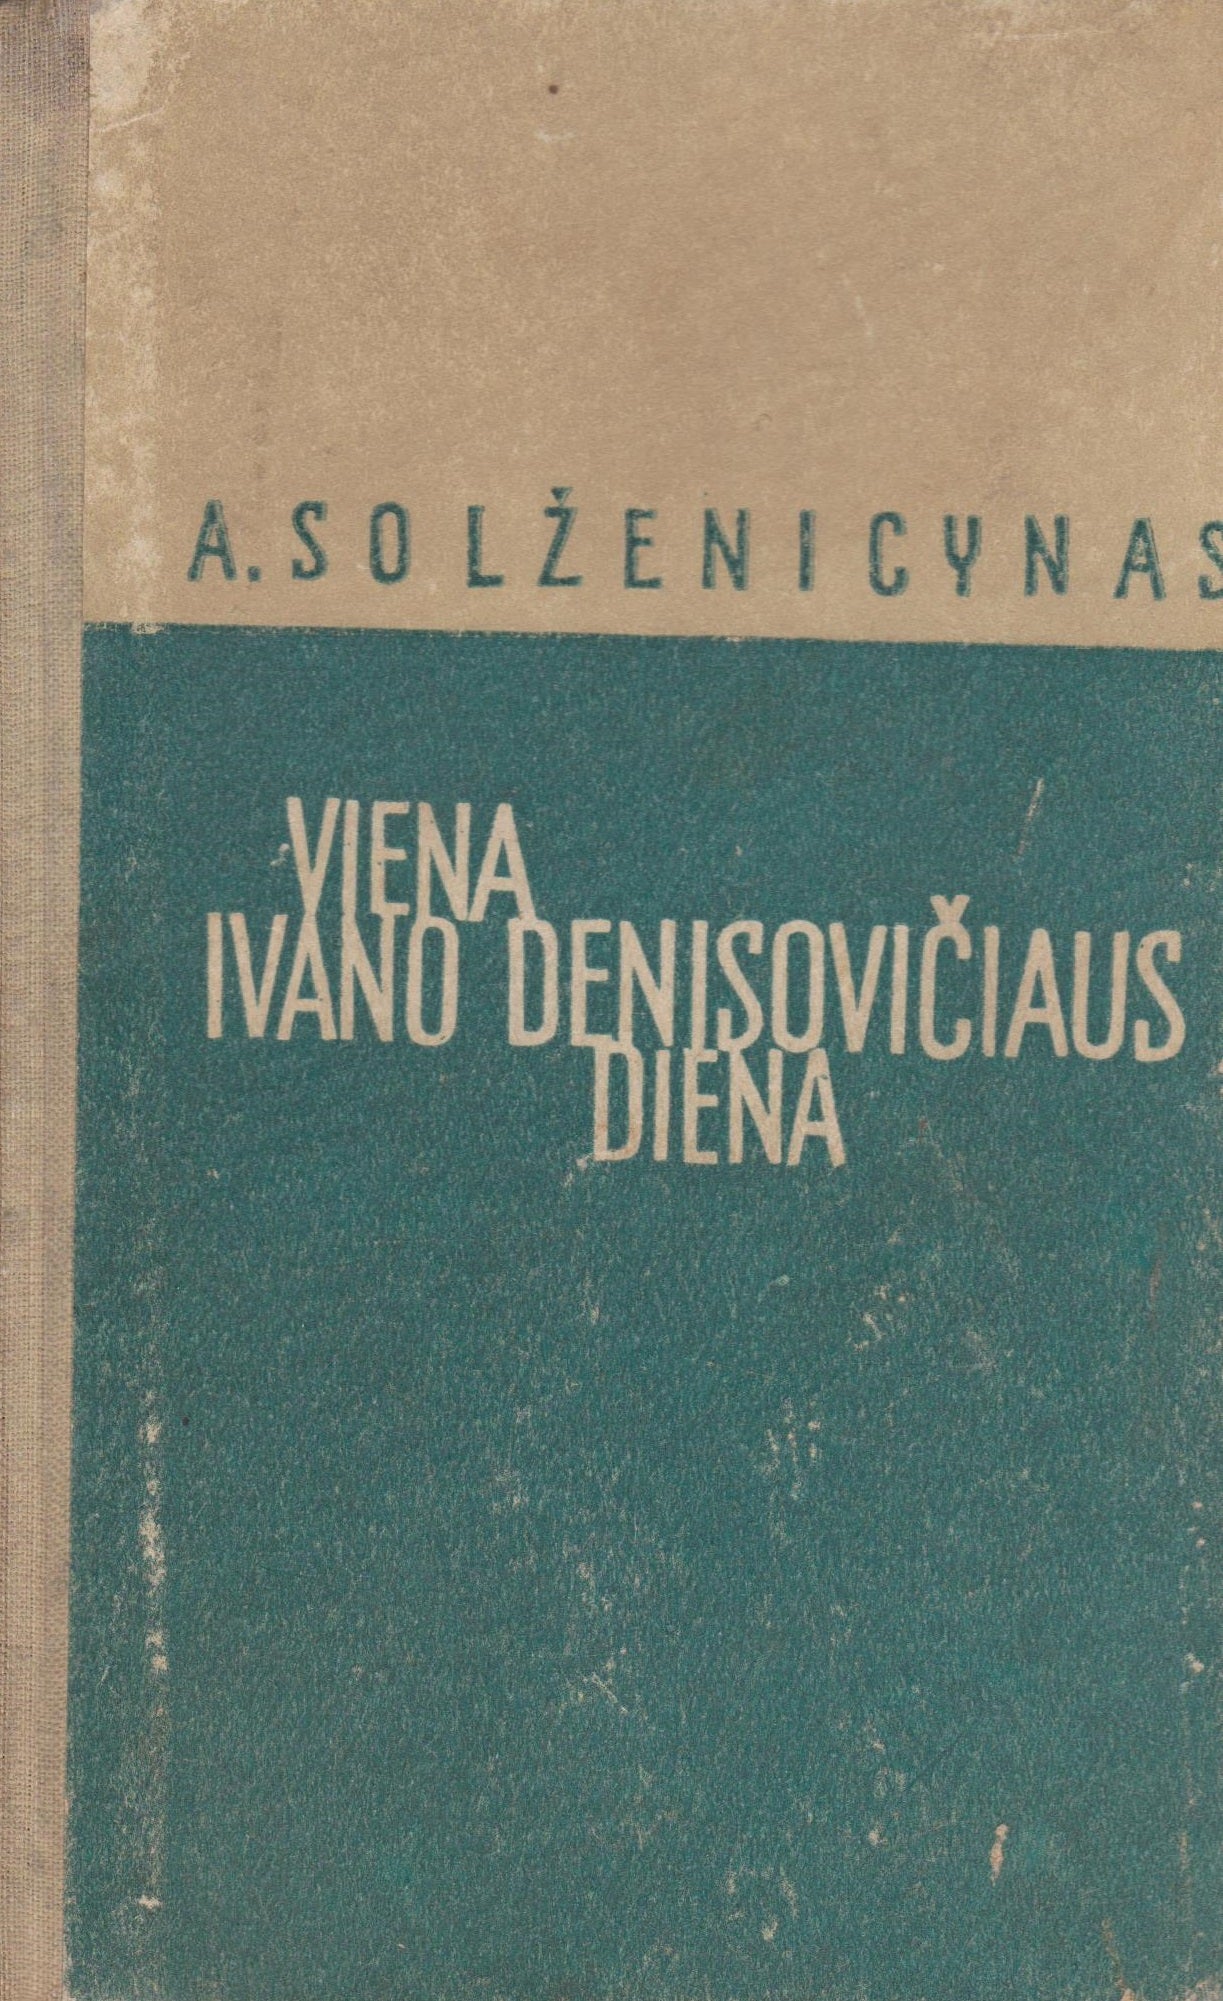 A. SOLŽENICYNAS
VIENA
IVANO DENISOVIČIAUS
DIENA